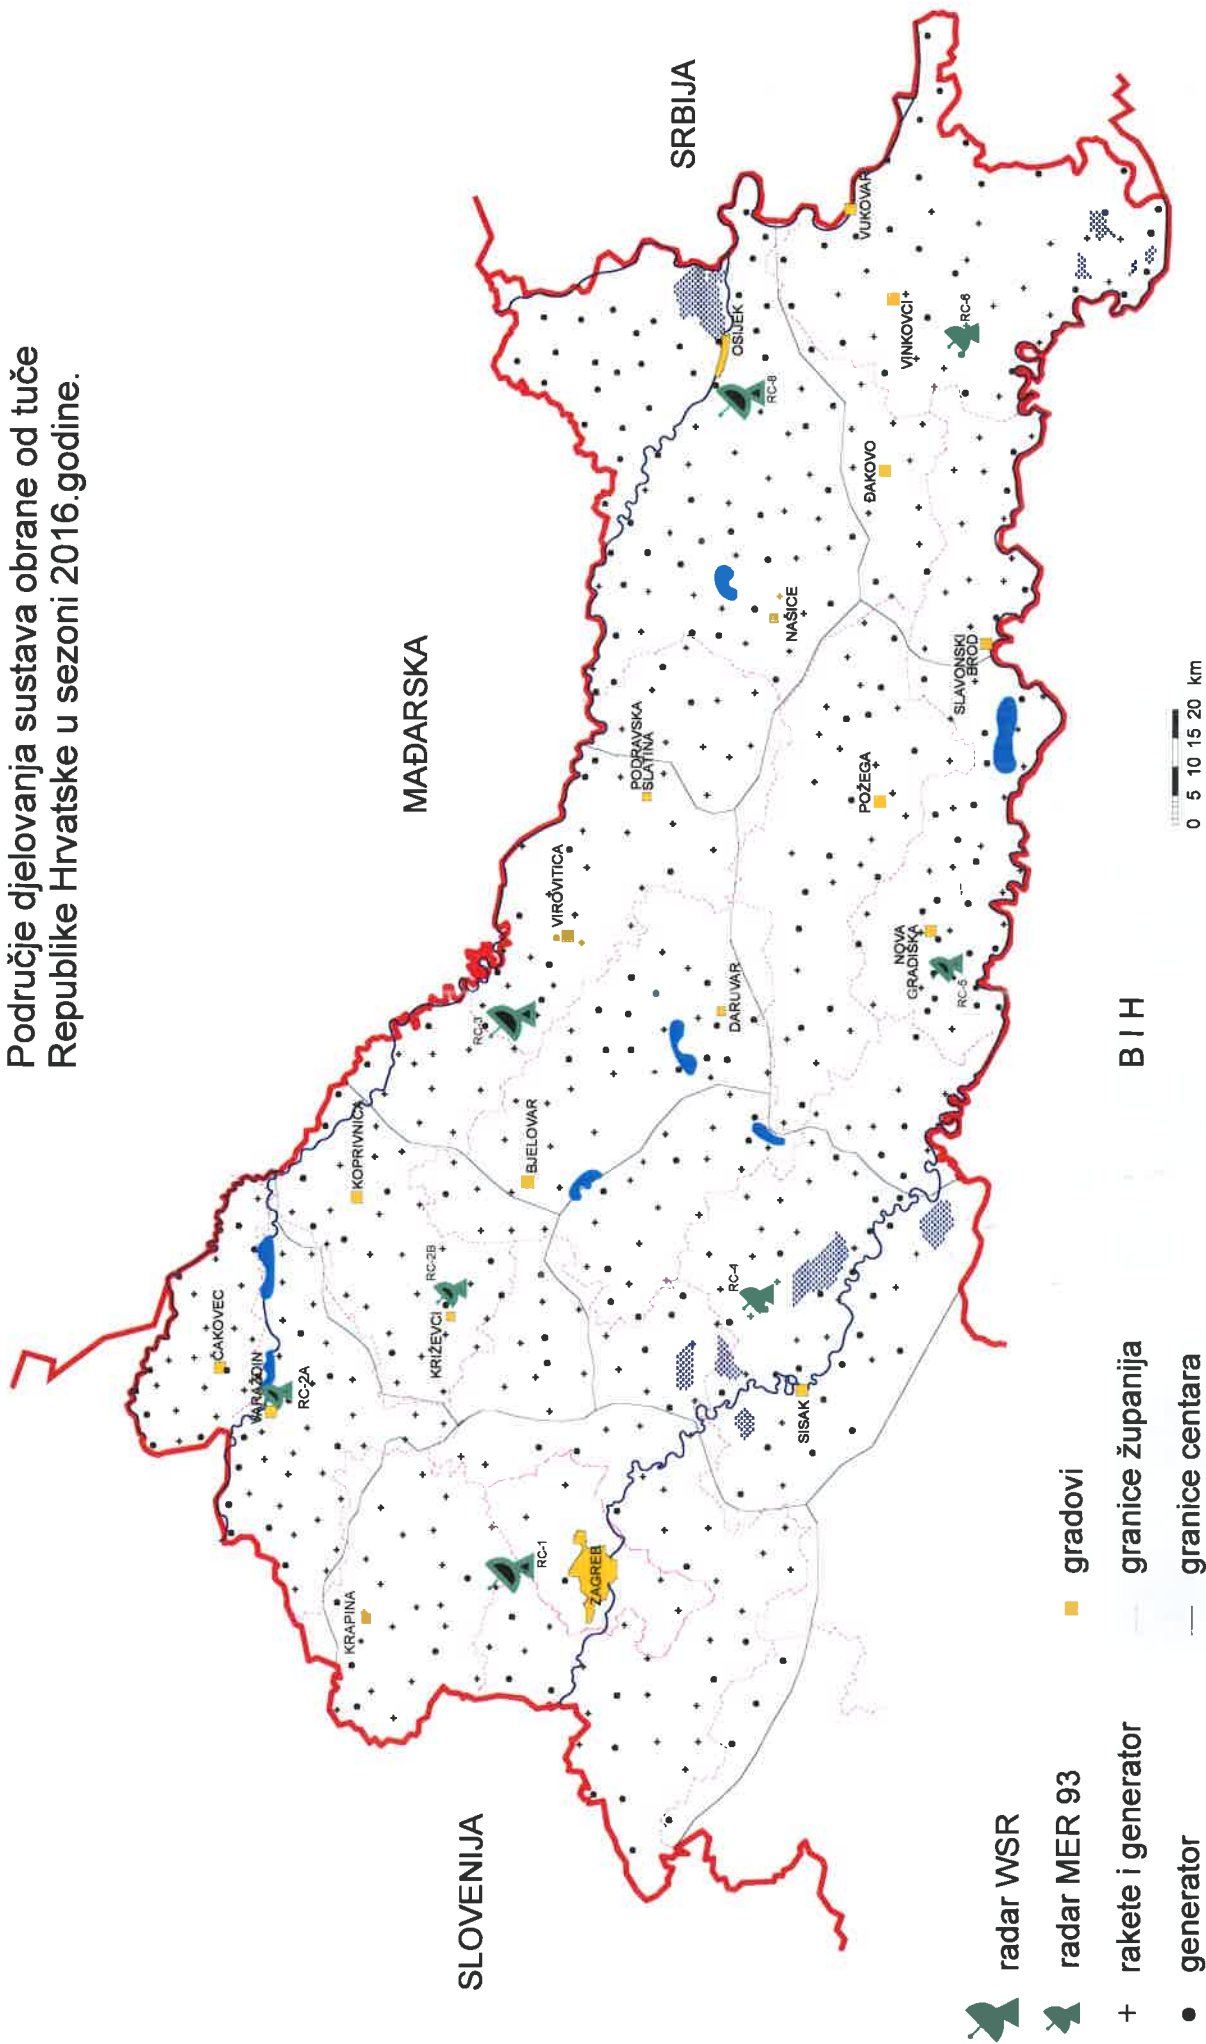 Područje djelovanja sustava obrane od tuče
Republike Hrvatske u sezoni 2016.godine.
MAĐARSKA
SRBIJA
SLOVENIJA
B I H
ČAKOVEC
VARAŽDIN
RC-2A
KOPRIVNICA
KRIŽEVCI
RC-2B
KRAPINA
RC-1
ZAGREB
BJELOVAR
RC-3
VIROVITICA
PODRAVSKA
SLATINA
DARUVAR
RC-4
SISAK
NAŠICE
OSIJEK
RC-8
VUKOVAR
VINKOVCI
RC-6
ĐAKOVO
POŽEGA
SLAVONSKI
BROD
NOVA
GRADIŠKA
RC-5
radar WSR
radar MER 93
rakete i generator
generator
gradovi
granice županija
granice centara
0 5 10 15 20 km